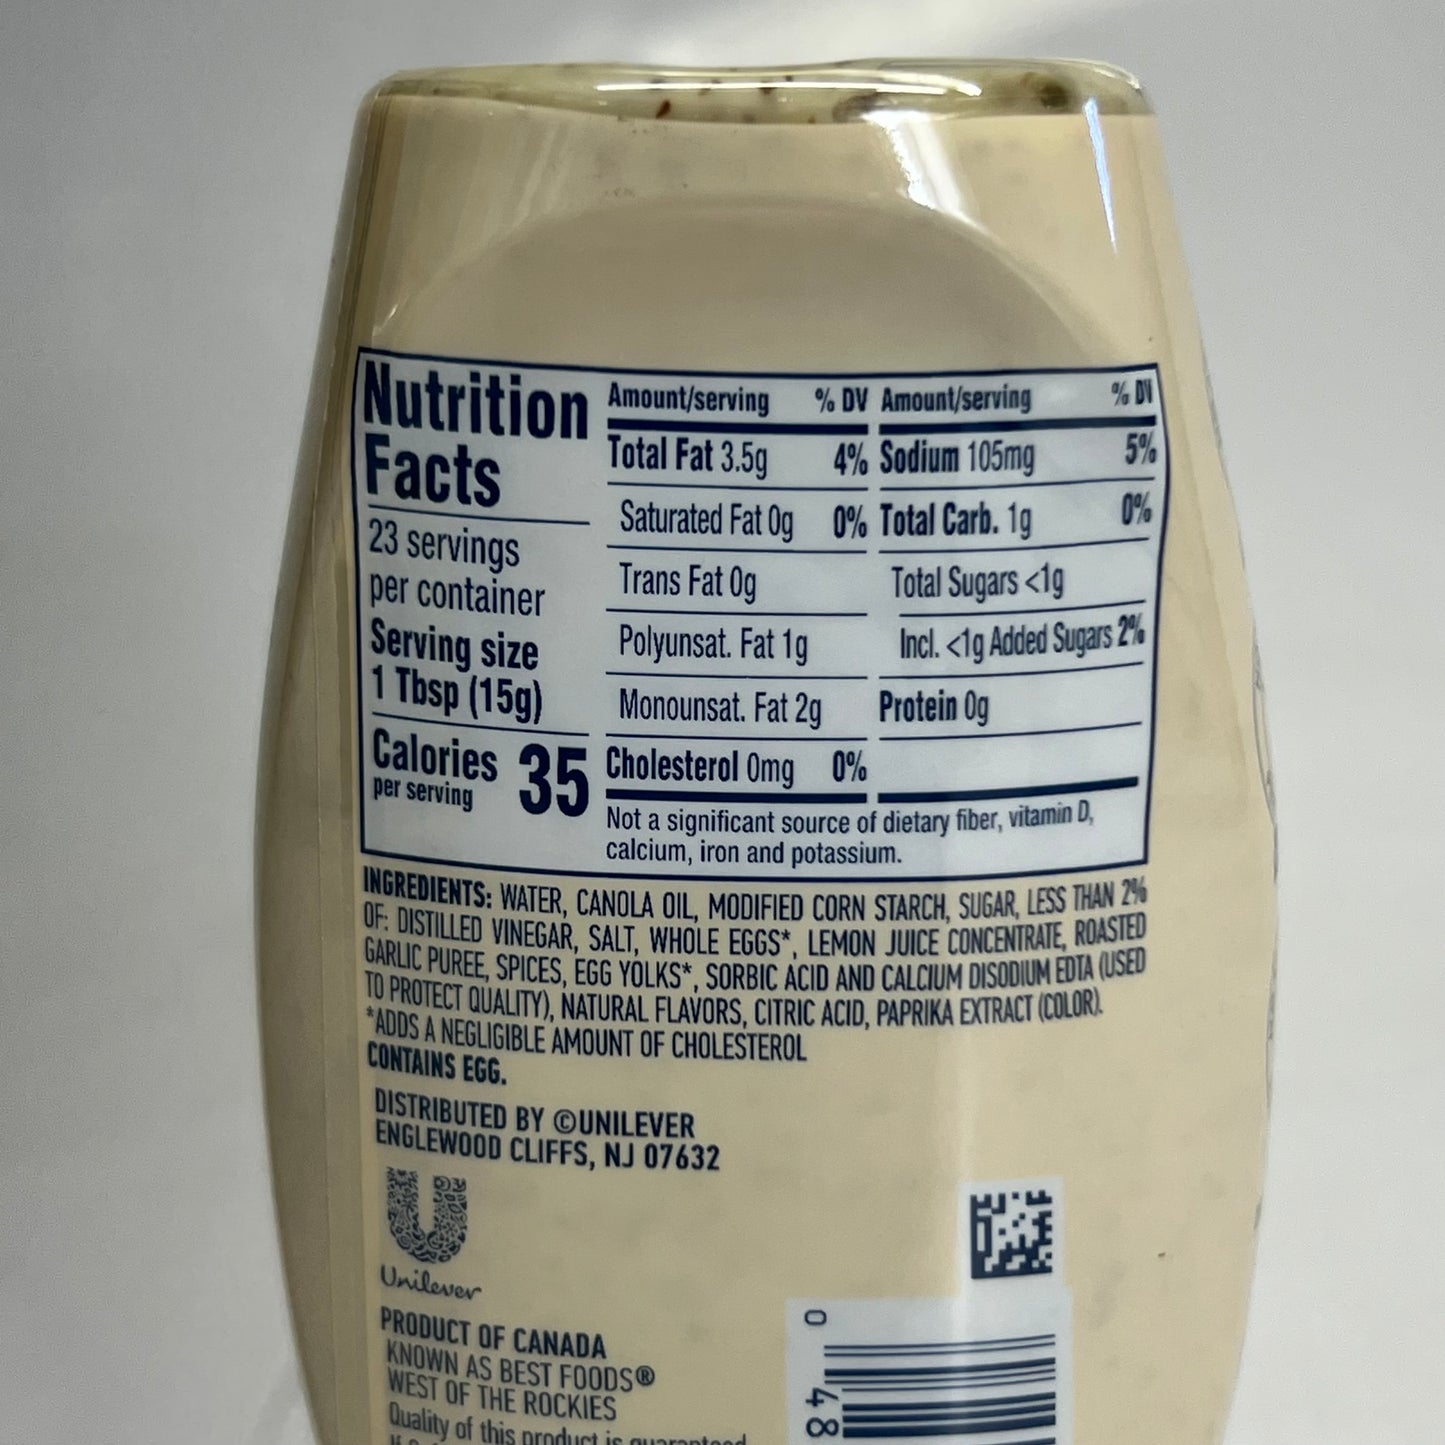 Nutrition
Facts
23 servings
per container
Serving size
1 Tbsp (15g)
Calories 35
per serving
Amount/serving % DV
Total Fat 3.5g 4%
Saturated Fat 0g 0%
Trans Fat 0g
Polyunsat. Fat 1g
Monounsat. Fat 2g
Cholesterol 0mg 0%
Amount/serving % DV
Sodium 105mg 5%
Total Carb. 1g 0%
Total Sugars <1g
Incl. <1g Added Sugars 2%
Protein 0g
Not a significant source of dietary fiber, vitamin D,
calcium, iron and potassium.
INGREDIENTS: WATER, CANOLA OIL, MODIFIED CORN STARCH, SUGAR, LESS THAN 2%
OF: DISTILLED VINEGAR, SALT, WHOLE EGGS*, LEMON JUICE CONCENTRATE, ROASTED
GARLIC PUREE, SPICES, EGG YOLKS*, SORBIC ACID AND CALCIUM DISODIUM EDTA (USED
TO PROTECT QUALITY), NATURAL FLAVORS, CITRIC ACID, PAPRIKA EXTRACT (COLOR).
*ADDS A NEGLIGIBLE AMOUNT OF CHOLESTEROL
CONTAINS EGG.
DISTRIBUTED BY ©UNILEVER
ENGLEWOOD CLIFFS, NJ 07632
Unilever
PRODUCT OF CANADA
KNOWN AS BEST FOODS®
WEST OF THE ROCKIES
Quality of this product is guaranteed
0
48